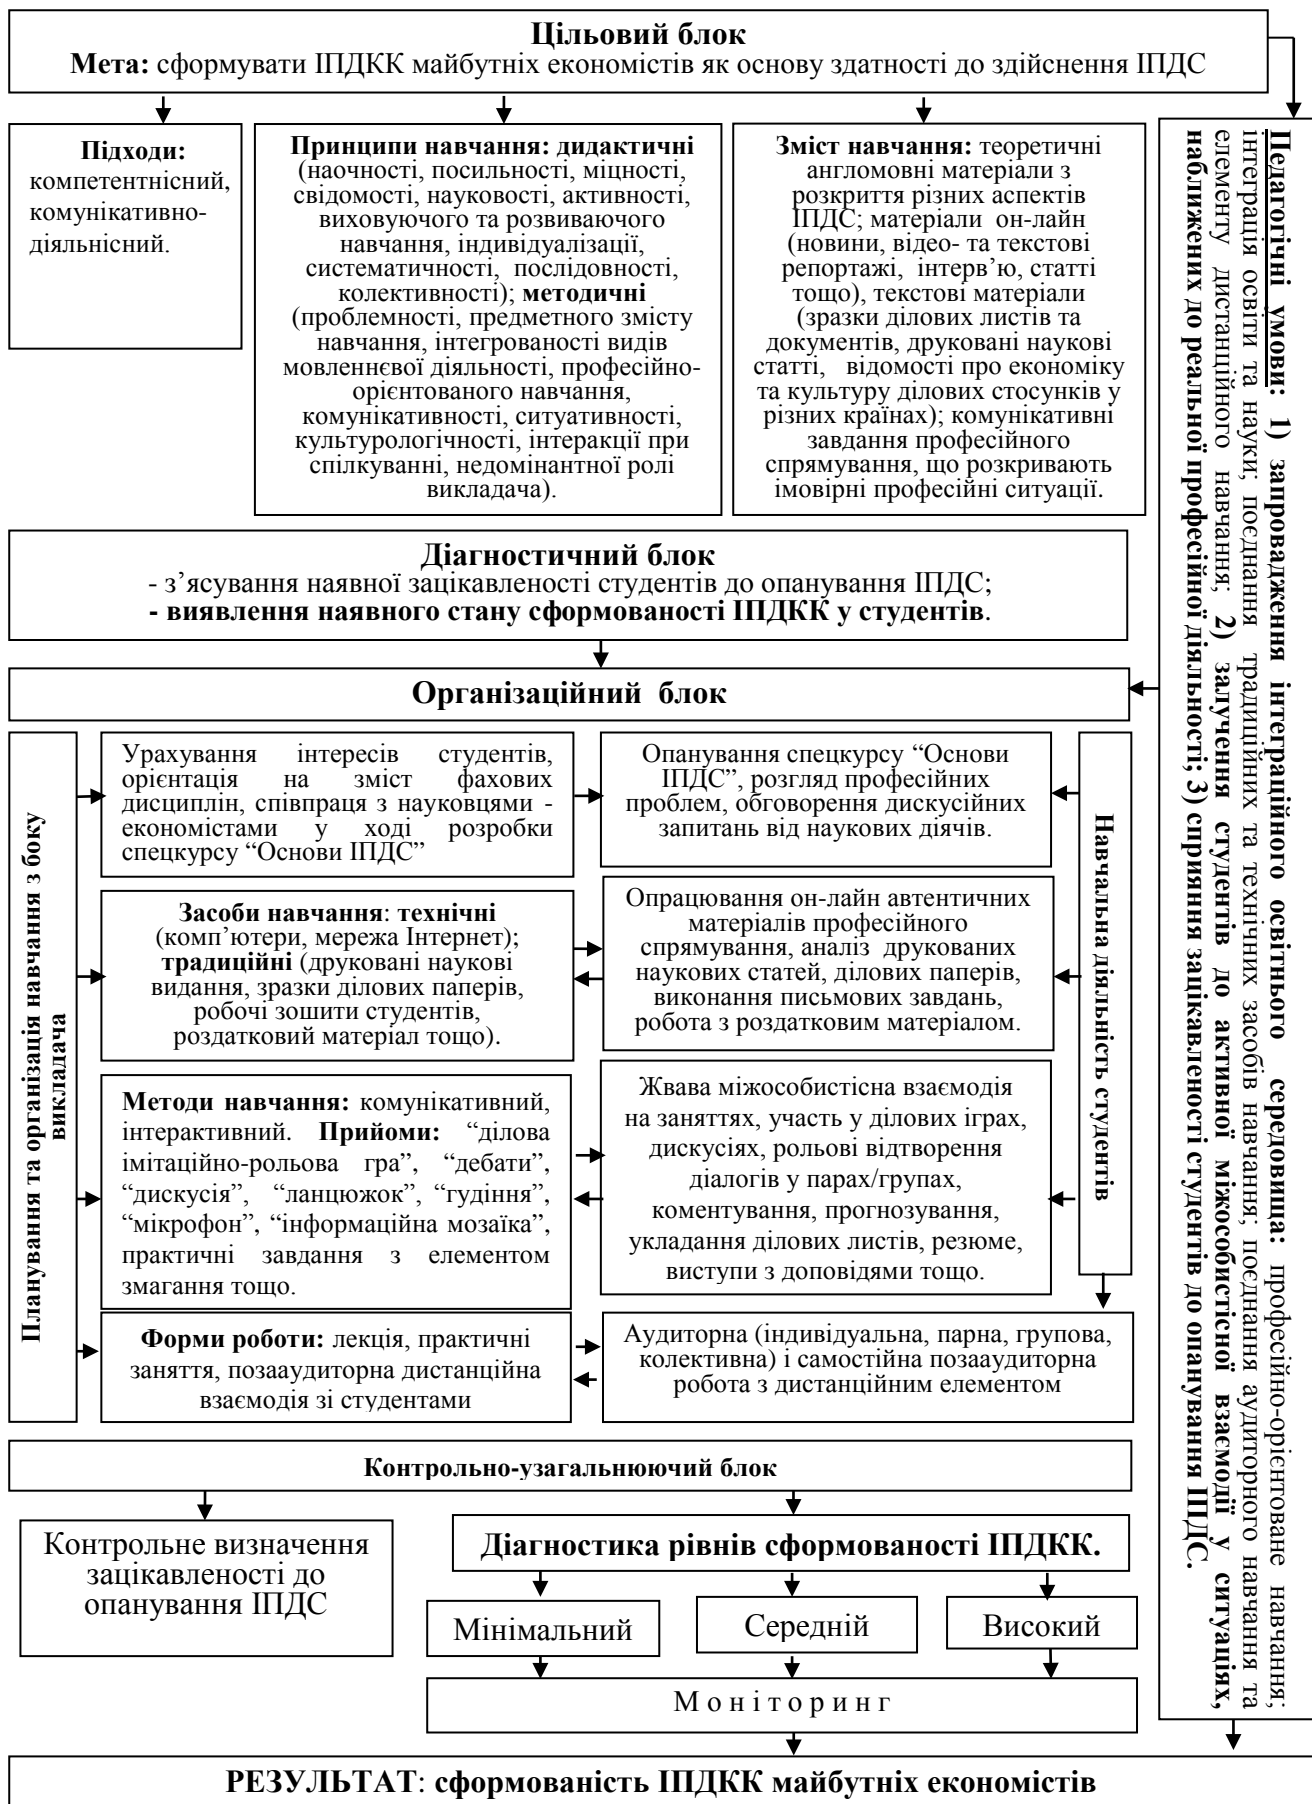 Цільовий блок
Мета: сформувати ІПДКК майбутніх економістів як основу здатності до здійснення ІПДС
Підходи:
компетентнісний,
комунікативно-
діяльнісний.
Принципи навчання: дидактичні
(наочності, посильності, міцності,
свідомості, науковості, активності,
виховуючого та розвиваючого
навчання, індивідуалізації,
систематичності, послідовності,
колективності); методичні
(проблемності, предметного змісту
навчання, інтегрованості видів
мовленнєвої діяльності, професійно-
орієнтованого навчання,
комунікативності, ситуативності,
культурологічності, інтеракції при
спілкуванні, недомінантної ролі
викладача).
Зміст навчання: теоретичні
англомовні матеріали з
розкриття різних аспектів
ІПДС; матеріали он-лайн
(новини, відео- та текстові
репортажі, інтерв’ю, статті
тощо), текстові матеріали
(зразки ділових листів та
документів, друковані наукові
статті, відомості про економіку
та культуру ділових стосунків у
різних країнах); комунікативні
завдання професійного
спрямування, що розкривають
імовірні професійні ситуації.
Педагогічні умови: 1) запровадження інтеграційного освітнього середовища: професійно-орієнтоване навчання;
інтеграція освіти та науки; поєднання традиційних та технічних засобів навчання; поєднання аудиторного навчання та
елементу дистанційного навчання; 2) залучення студентів до активної міжособистісної взаємодії у ситуаціях,
наближених до реальної професійної діяльності; 3) сприяння зацікавленості студентів до опанування ІПДС.
Діагностичний блок
- з’ясування наявної зацікавленості студентів до опанування ІПДС;
- виявлення наявного стану сформованості ІПДКК у студентів.
Організаційний блок
Планування та організація навчання з боку
викладача
Урахування інтересів студентів,
орієнтація на зміст фахових
дисциплін, співпраця з науковцями -
економістами у ході розробки
спецкурсу “Основи ІПДС”
Опанування спецкурсу “Основи
ІПДС”, розгляд професійних
проблем, обговорення дискусійних
запитань від наукових діячів.
Навчальна діяльність студентів
Засоби навчання: технічні
(комп’ютери, мережа Інтернет);
традиційні (друковані наукові
видання, зразки ділових паперів,
робочі зошити студентів,
роздатковий матеріал тощо).
Опрацювання он-лайн автентичних
матеріалів професійного
спрямування, аналіз друкованих
наукових статей, ділових паперів,
виконання письмових завдань,
робота з роздатковим матеріалом.
Методи навчання: комунікативний,
інтерактивний. Прийоми: “ділова
імітаційно-рольова гра”, “дебати”,
“дискусія”, “ланцюжок”, “гудіння”,
“мікрофон”, “інформаційна мозаїка”,
практичні завдання з елементом
змагання тощо.
Жвава міжособистісна взаємодія
на заняттях, участь у ділових іграх,
дискусіях, рольові відтворення
діалогів у парах/групах,
коментування, прогнозування,
укладання ділових листів, резюме,
виступи з доповідями тощо.
Форми роботи: лекція, практичні
заняття, позааудиторна дистанційна
взаємодія зі студентами
Аудиторна (індивідуальна, парна, групова,
колективна) і самостійна позааудиторна
робота з дистанційним елементом
Контрольно-узагальнюючий блок
Контрольне визначення
зацікавленості до
опанування ІПДС
Діагностика рівнів сформованості ІПДКК.
Мінімальний
Середній
Високий
Моніторинг
РЕЗУЛЬТАТ: сформованість ІПДКК майбутніх економістів